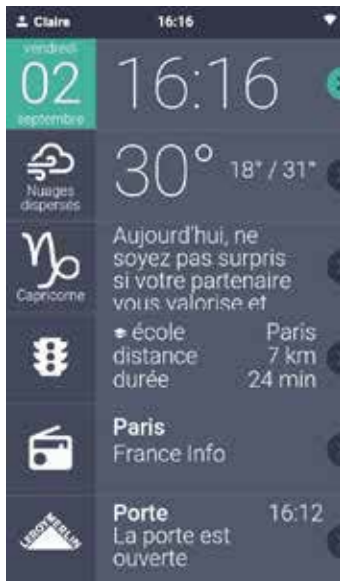 Claire
16:16
vendredi
02
septembre
16:16
Nuages
dispersés
30°
18° / 31°
Capricorne
Aujourd'hui, ne
soyez pas surpris
si votre partenaire
vous valorise et
école Paris
distance 7 km
durée 24 min
Paris
France Info
LEROY MERLIN
Porte 16:12
La porte est
ouverte